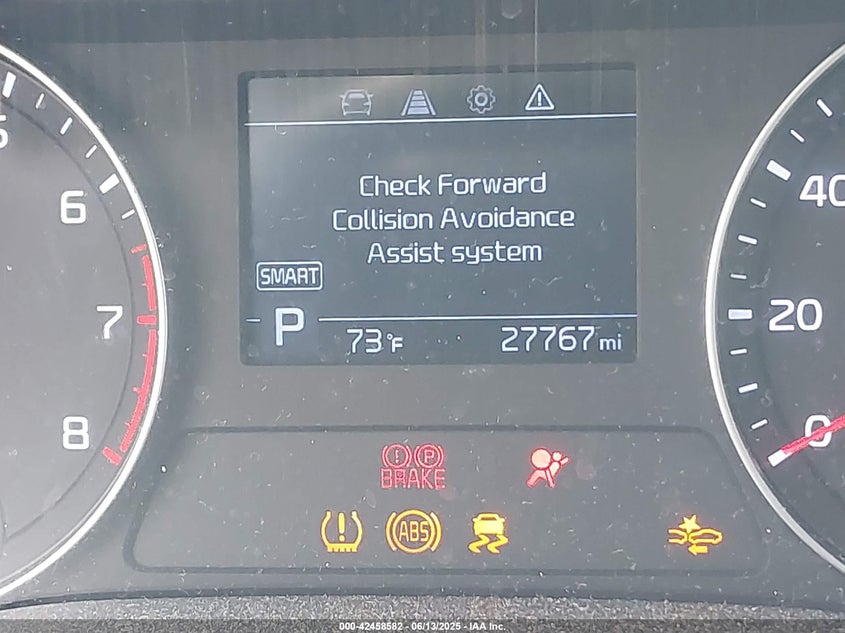 6
7
8
Check Forward
Collision Avoidance
Assist system
SMART
P
73°F 27767 mi
40
20
0
(!) (P)
BRAKE
(!) ABS
000-42458582 - 06/13/2025 - IAA Inc.